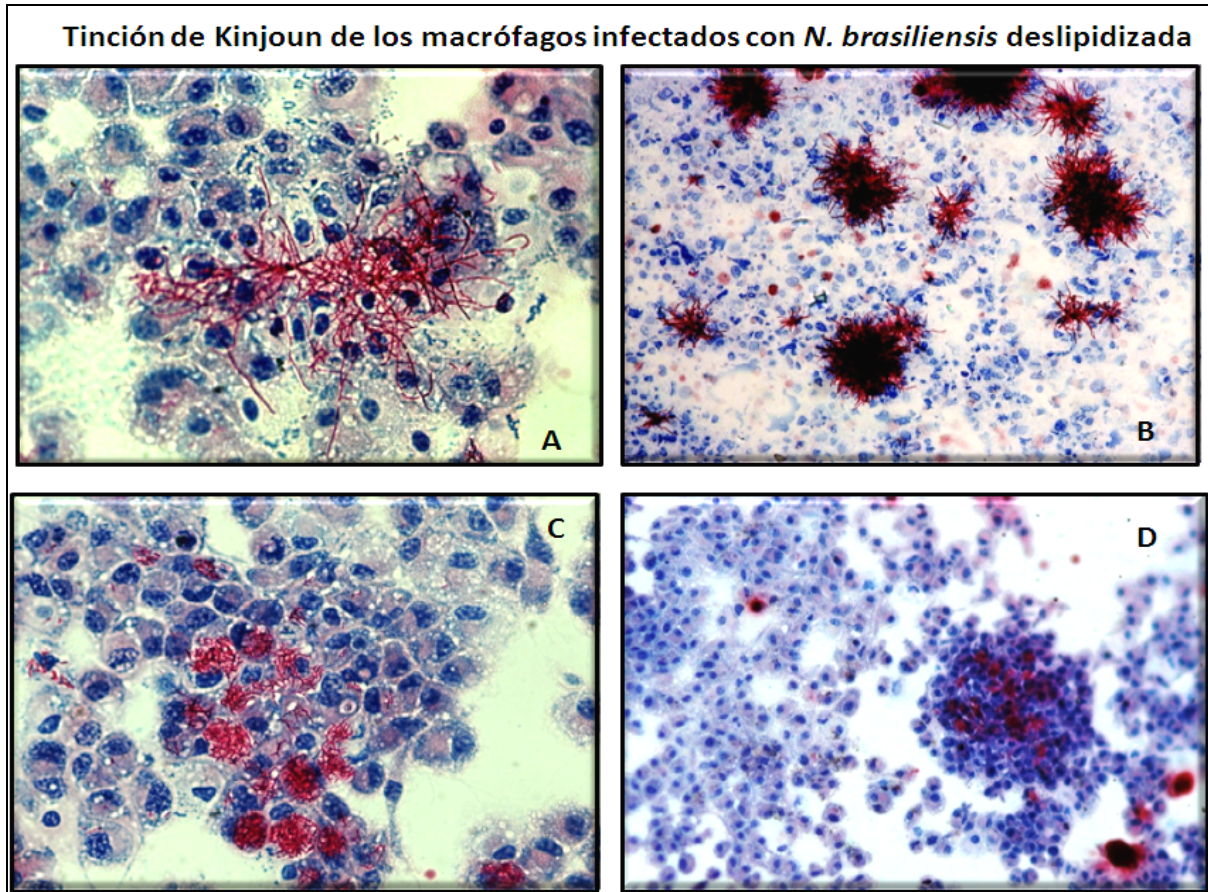 Tinción de Kinjoun de los macrófagos infectados con N. brasiliensis deslipidizada
A
B
C
D